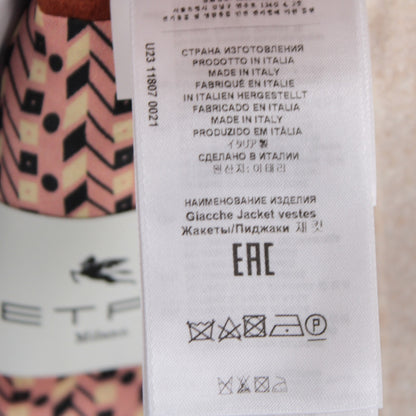 U23 11807 0021
СТРАНА ИЗГОТОВЛЕНИЯ
PRODOTTO IN ITALIA
MADE IN ITALY
FABRIQUÉ EN ITALIE
IN ITALIEN HERGESTELLT
FABRICADO EN ITALIA
MADE IN ITALY
PRODUZIDO EM ITÁLIA
イタリア製
СДЕЛАНО В ИТАЛИИ
원산지: 이태리
НАИМЕНОВАНИЕ ИЗДЕЛИЯ
Giacche Jacket vestes
Жакеты/Пиджаки 재킷
EAC
P
ET
Milano